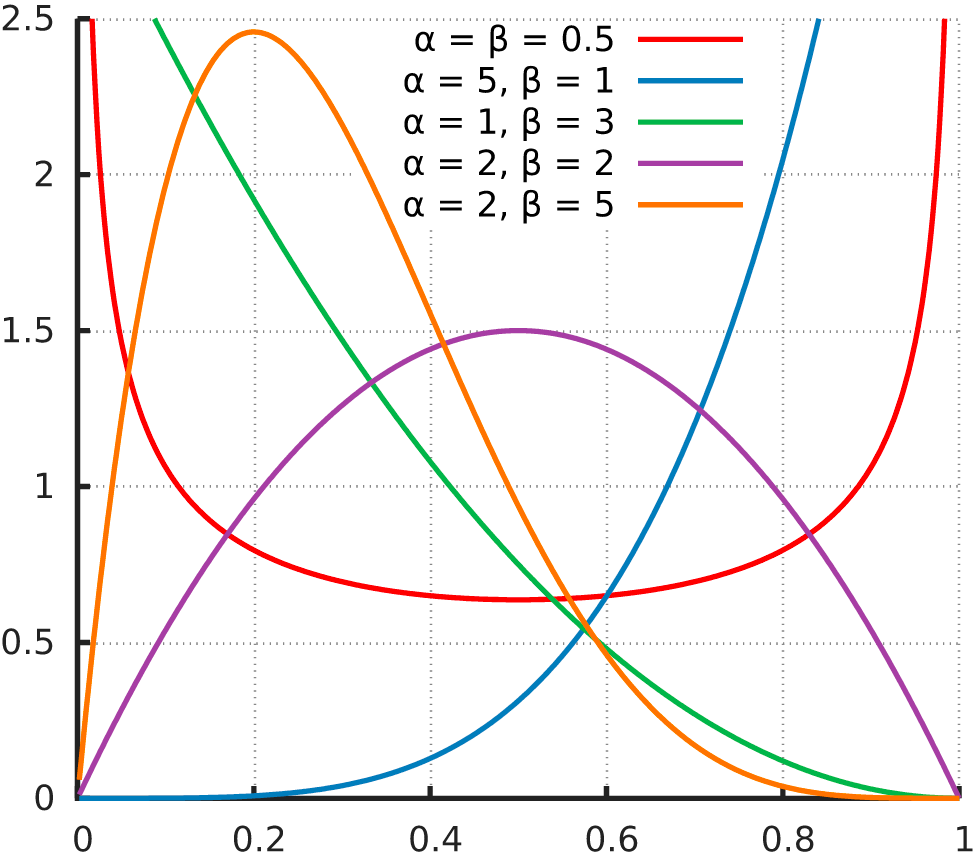 2.5
α = β = 0.5
α = 5, β = 1
α = 1, β = 3
2
α = 2, β = 2
α = 2, β = 5
1.5
1
0.5
0
0 0.2 0.4 0.6 0.8 1